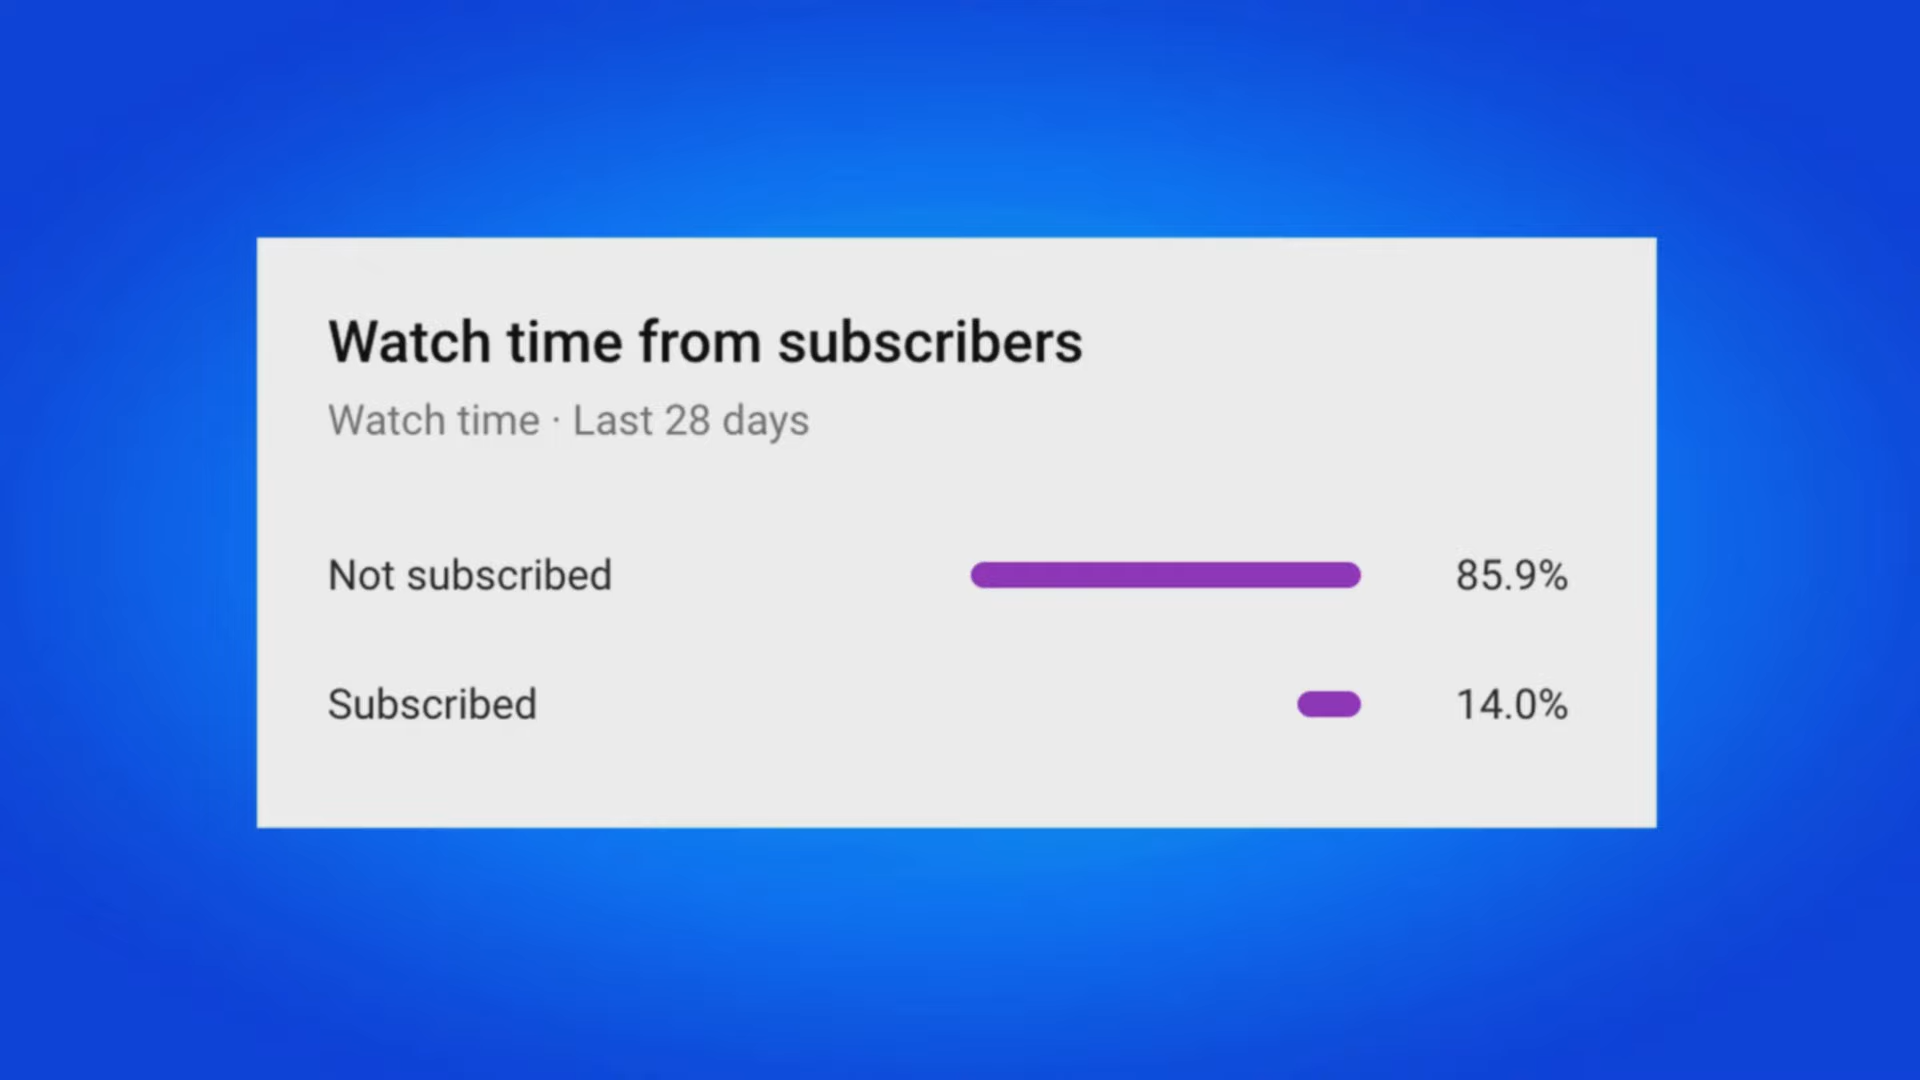 Watch time from subscribers
Watch time · Last 28 days
Not subscribed 85.9%
Subscribed 14.0%